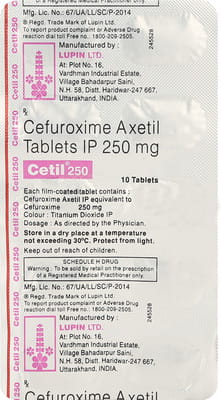 Mfg. Lic. No.: 67/UA/LL/SC/P-2014
® Regd. Trade Mark of Lupin Ltd.
To report product complaint or Adverse Drug
reaction dial toll Free no.: 1800-209-2505.
Manufactured by :
LUPIN LTD.
At: Plot No. 16,
Vardhman Industrial Estate,
Village Bahadarpur Saini,
N.H. 58, Distt. Haridwar-247 667,
Uttarakhand, INDIA.
245528
Cetil 250
Cetil 250
Cetil 250
Cetil 250
Cetil 250
Cetil 250
Rx
Cefuroxime Axetil
Tablets IP 250 mg
Cetil® 250
10 Tablets
Each film-coated tablet contains :
Cefuroxime Axetil IP equivalent to
Cefuroxime 250 mg
Colour : Titanium Dioxide IP
Dosage : As directed by the Physician.
Store in a dry place at a temperature
not exceeding 30°C. Protect from light.
Keep out of reach of children.
SCHEDULE H DRUG
Warning : To be sold by retail on the prescription
of a Registered Medical Practitioner only.
Mfg. Lic. No.: 67/UA/LL/SC/P-2014
® Regd. Trade Mark of Lupin Ltd.
To report product complaint or Adverse Drug
reaction dial toll Free no.: 1800-209-2505.
Manufactured by :
LUPIN LTD.
At: Plot No. 16,
Vardhman Industrial Estate,
Village Bahadarpur Saini,
N.H. 58, Distt. Haridwar-247 667,
Uttarakhand, INDIA.
245528
Rx
Cefuroxime Axetil